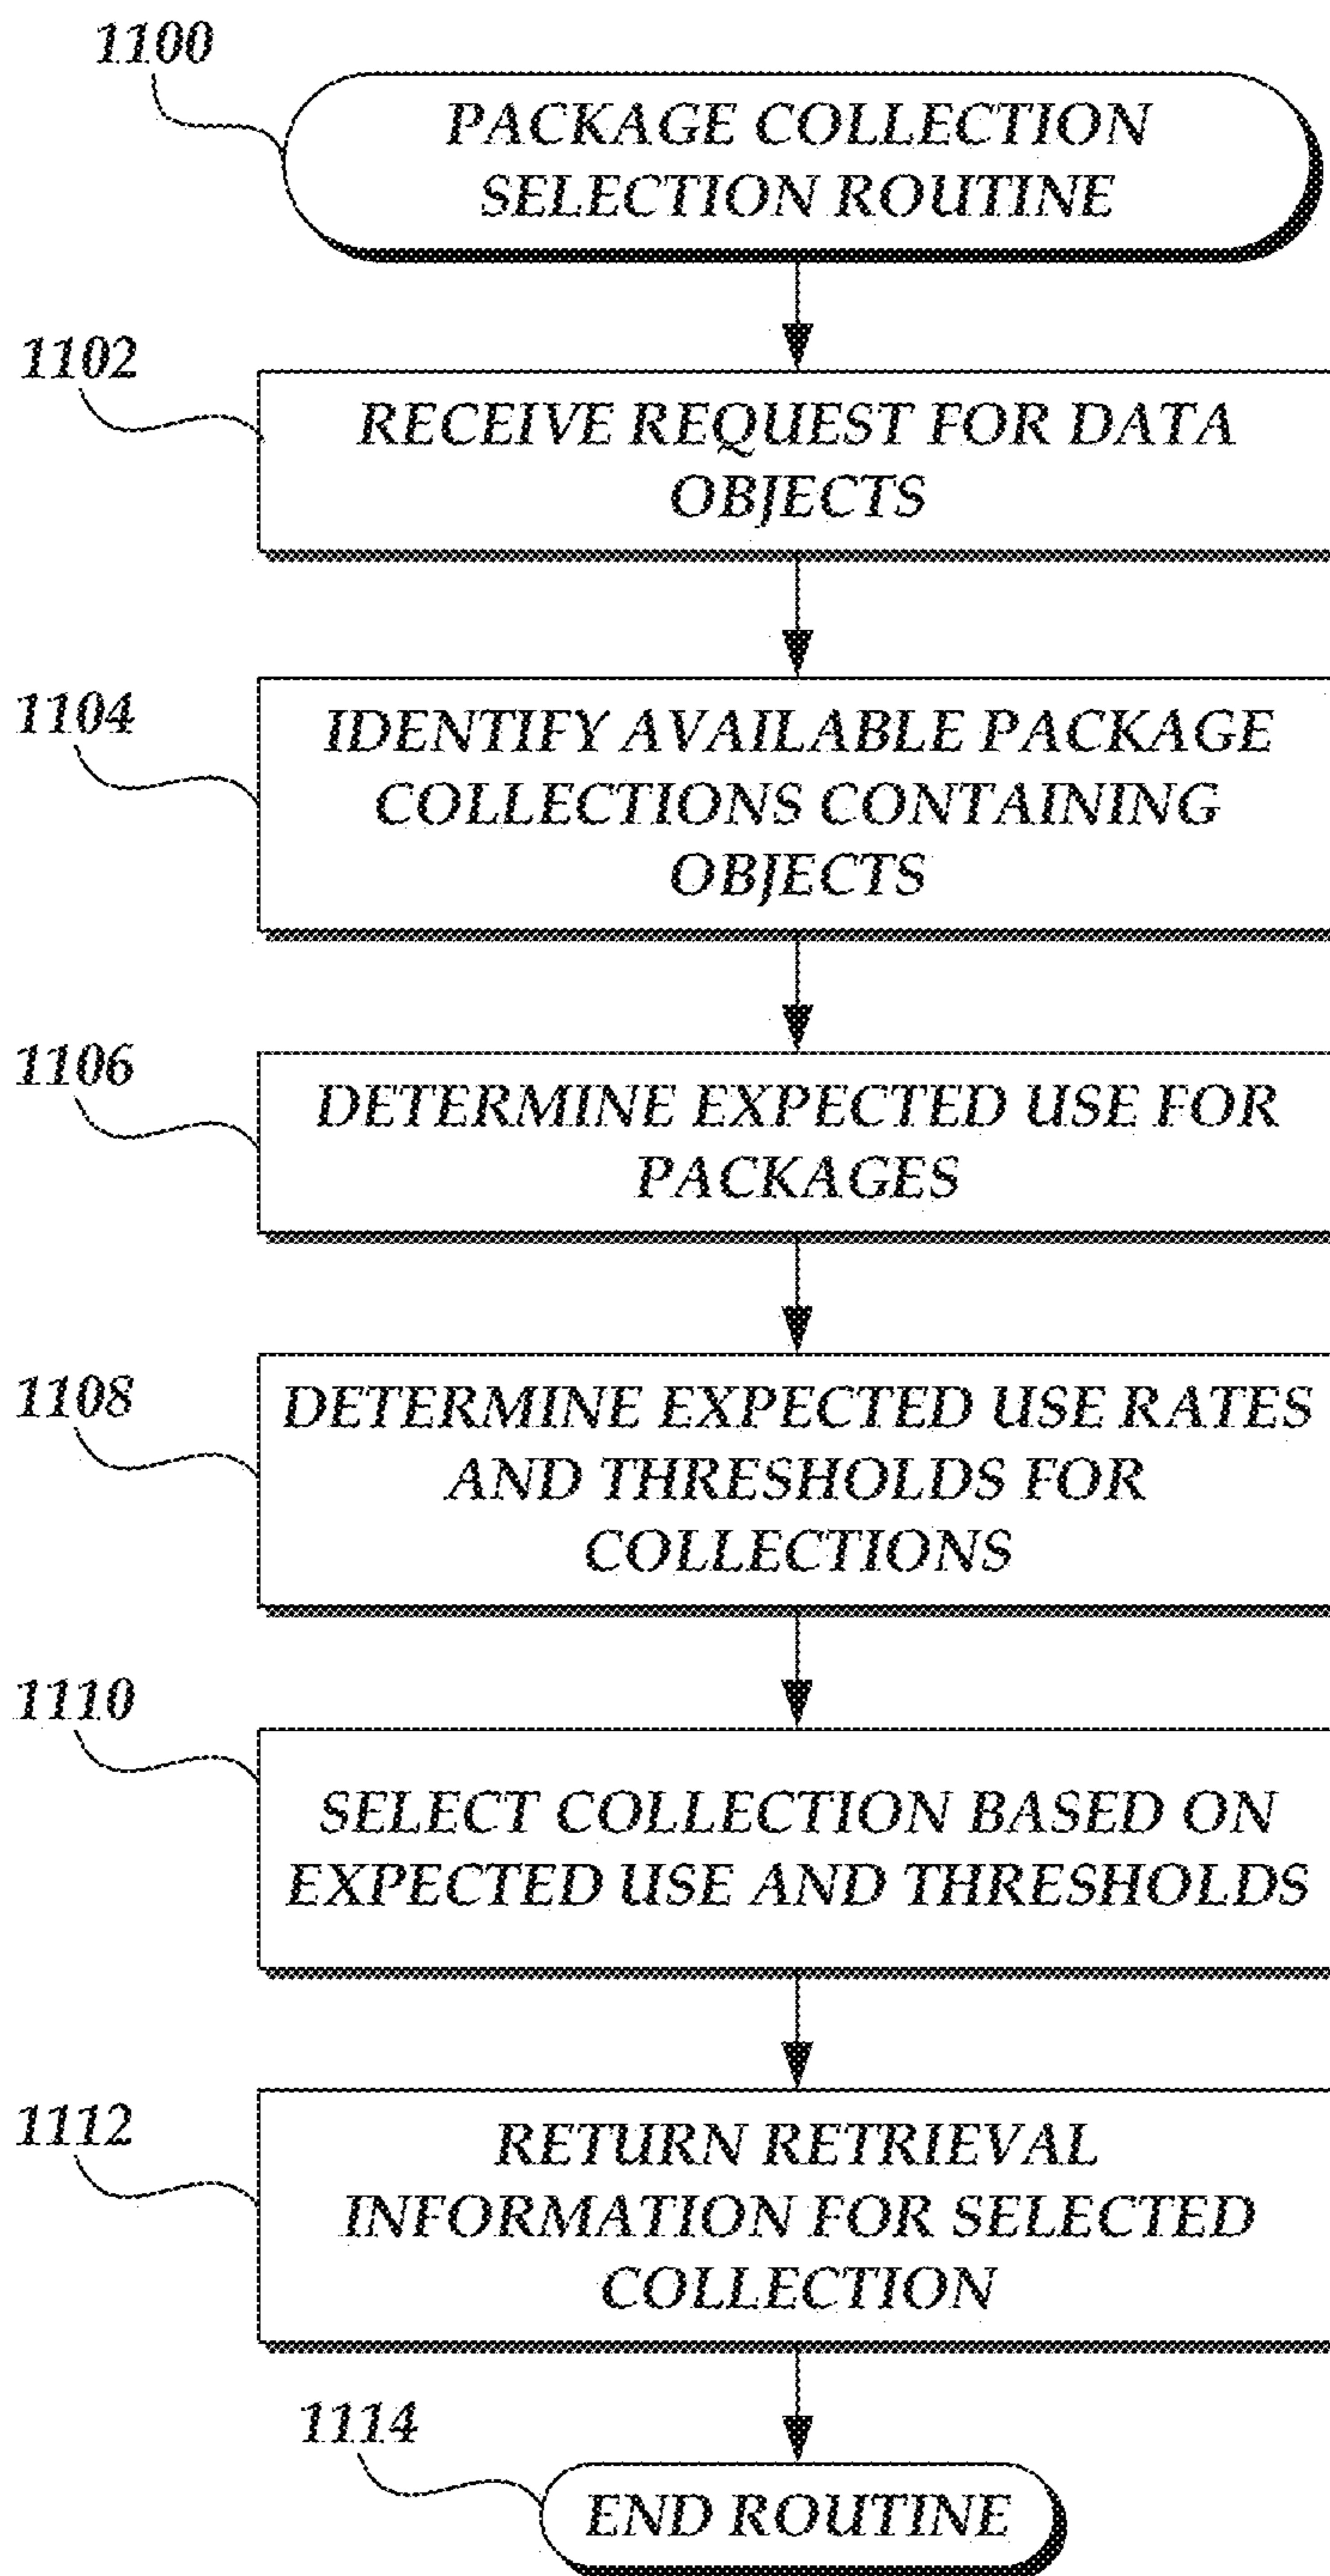 1100
PACKAGE COLLECTION
SELECTION ROUTINE
1102
RECEIVE REQUEST FOR DATA
OBJECTS
1104
IDENTIFY AVAILABLE PACKAGE
COLLECTIONS CONTAINING
OBJECTS
1106
DETERMINE EXPECTED USE FOR
PACKAGES
1108
DETERMINE EXPECTED USE RATES
AND THRESHOLDS FOR
COLLECTIONS
1110
SELECT COLLECTION BASED ON
EXPECTED USE AND THRESHOLDS
1112
RETURN RETRIEVAL
INFORMATION FOR SELECTED
COLLECTION
1114
END ROUTINE